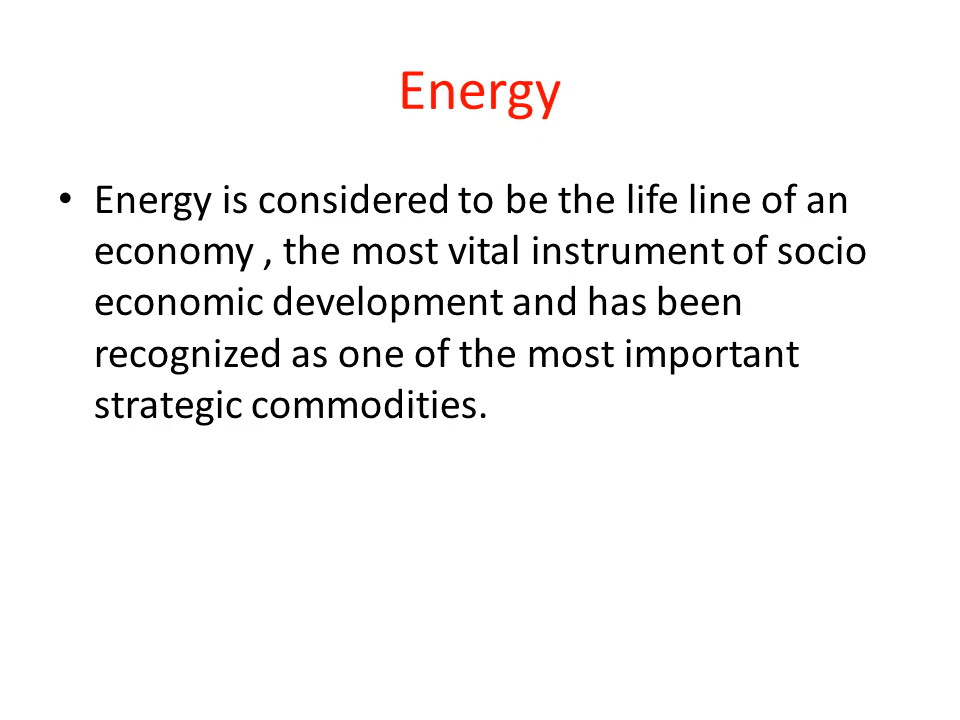 Energy
• Energy is considered to be the life line of an
economy , the most vital instrument of socio
economic development and has been
recognized as one of the most important
strategic commodities.